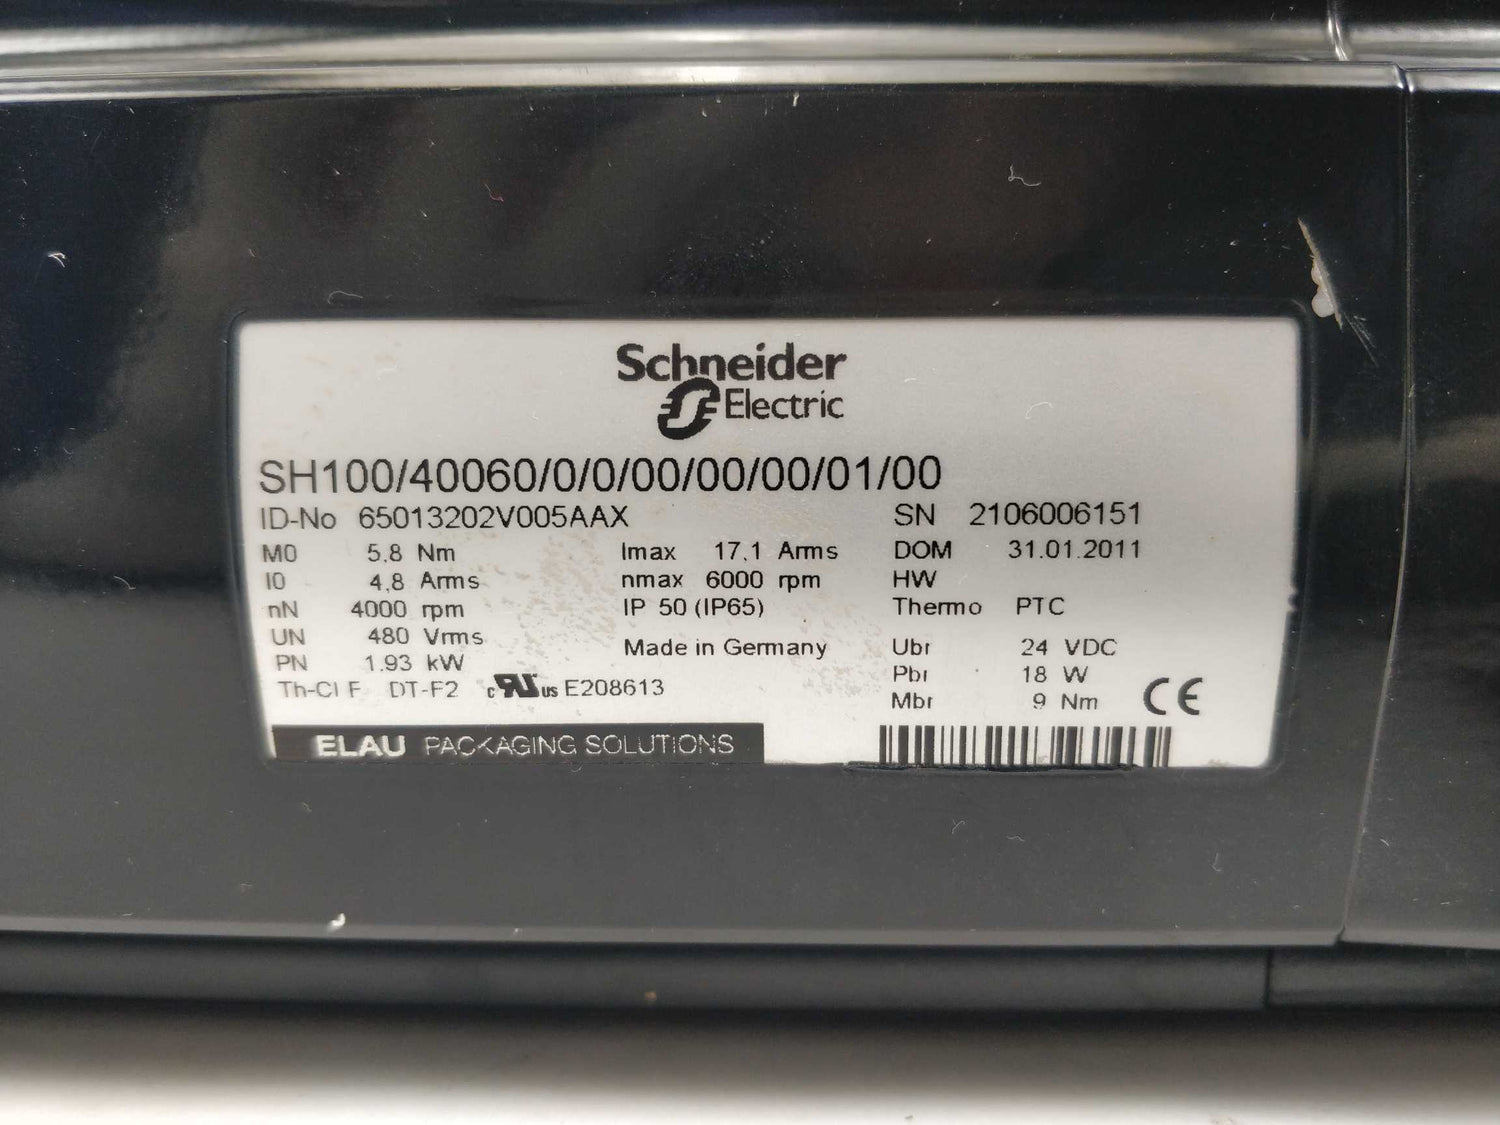 Schneider
Electric
SH100/40060/0/0/00/00/00/01/00
ID-No 65013202V005AAX SN 2106006151
M0 5.8 Nm Imax 17,1 Arms DOM 31.01.2011
I0 4,8 Arms nmax 6000 rpm HW
nN 4000 rpm IP 50 (IP65) Thermo PTC
UN 480 Vrms Made in Germany Ubr 24 VDC
PN 1.93 kW Pbr 18 W
Th-Cl F DT-F2 c RU us E208613 Mbr 9 Nm CE
ELAU PACKAGING SOLUTIONS